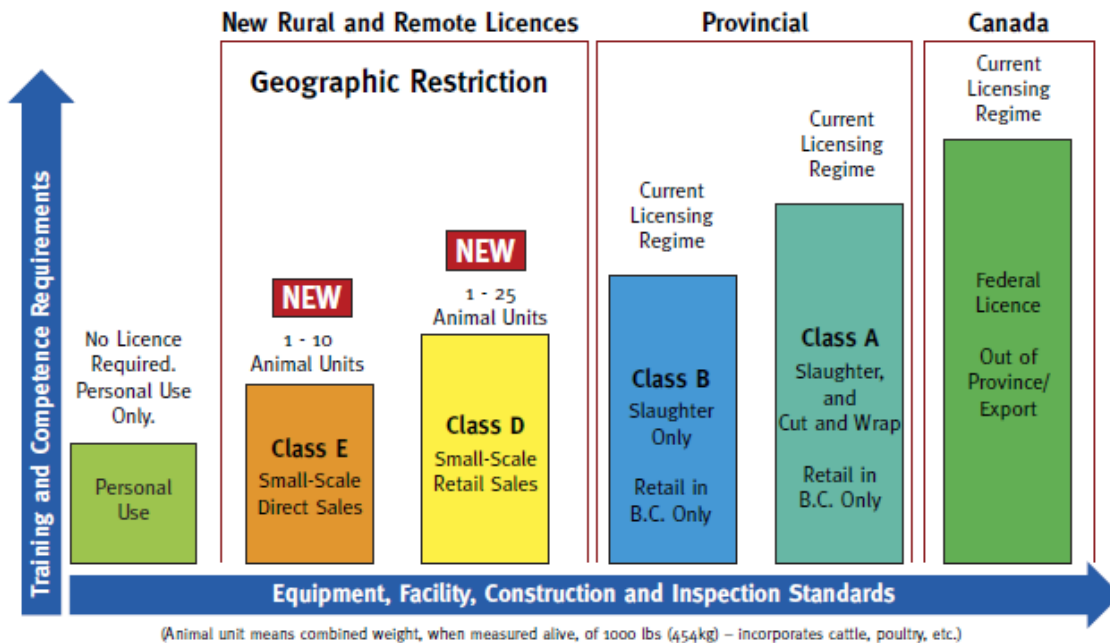 New Rural and Remote Licences
Provincial
Canada
Geographic Restriction
Current
Licensing
Regime
Current
Licensing
Regime
Current
Licensing
Regime
NEW
1 - 25
Animal Units
NEW
1 - 10
Animal Units
No Licence
Required.
Personal Use
Only.
Personal
Use
Class E
Small-Scale
Direct Sales
Class D
Small-Scale
Retail Sales
Class B
Slaughter
Only
Retail in
B.C. Only
Class A
Slaughter,
and
Cut and Wrap
Retail in
B.C. Only
Federal
Licence
Out of
Province/
Export
Training and Competence Requirements
Equipment, Facility, Construction and Inspection Standards
(Animal unit means combined weight, when measured alive, of 1000 lbs (454kg) – incorporates cattle, poultry, etc.)